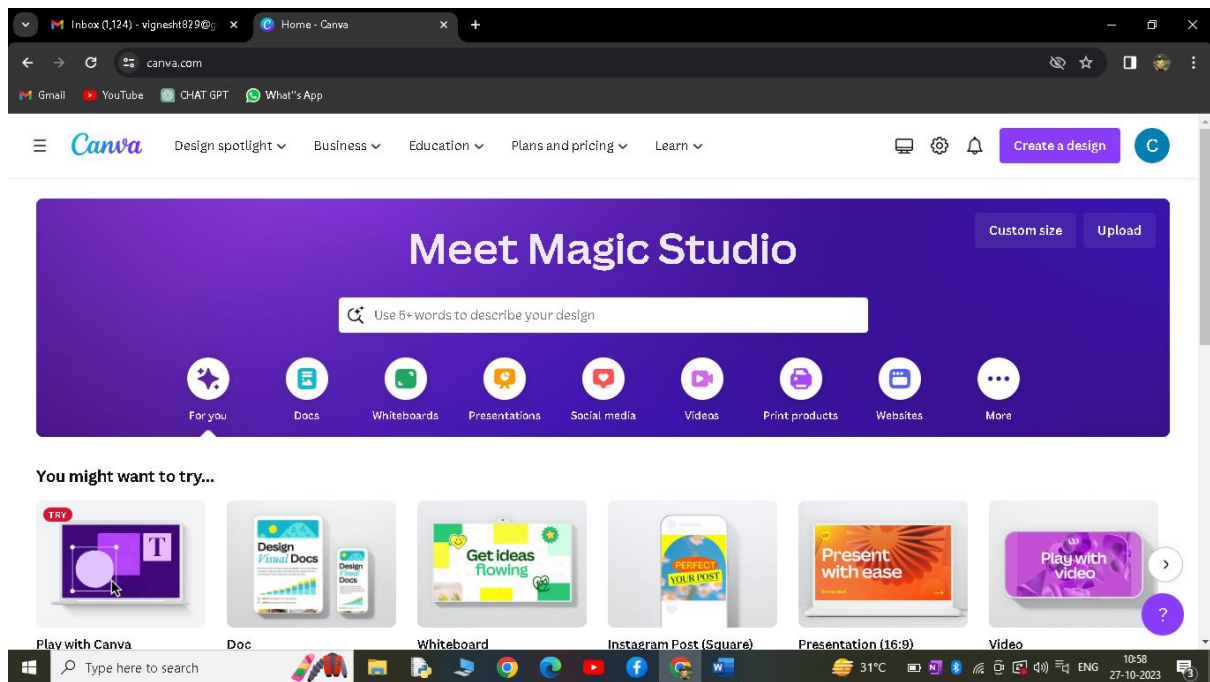 Inbox (1,124) - vignesht829@g
Home - Canva
canva.com
Gmail YouTube CHAT GPT What"s App
Canva Design spotlight Business Education Plans and pricing Learn Create a design C
Custom size Upload
Meet Magic Studio
Use 5+ words to describe your design
For you Docs Whiteboards Presentations Social media Videos Print products Websites More
You might want to try...
TRY
T
Design
Visual Docs
Design
Docs
Get ideas
flowing
PERFECT
YOUR POST
Present
with ease
Play with
video
?
Play with Canva Doc Whiteboard Instagram Post (Square) Presentation (16:9) Video
Type here to search 31°C ENG 10:58
27-10-2023 3